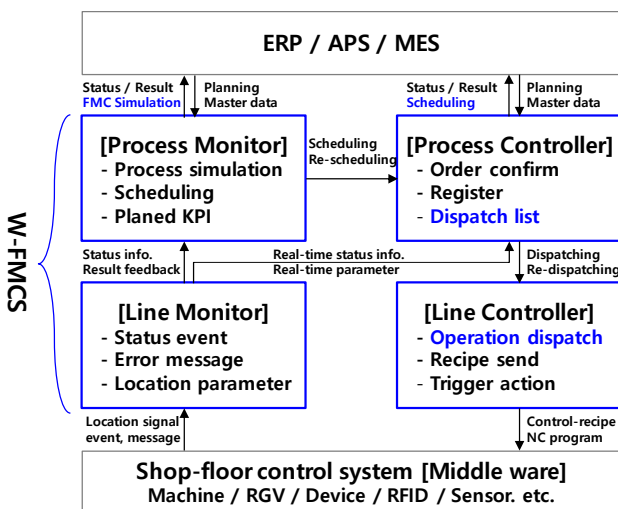 ERP / APS / MES
Status / Result
FMC Simulation
Planning
Master data
Status / Result
Scheduling
Planning
Master data
W-FMCS
[Process Monitor]
- Process simulation
- Scheduling
- Planed KPI
Scheduling
Re-scheduling
[Process Controller]
- Order confirm
- Register
- Dispatch list
Status info.
Result feedback
Real-time status info.
Real-time parameter
Dispatching
Re-dispatching
[Line Monitor]
- Status event
- Error message
- Location parameter
[Line Controller]
- Operation dispatch
- Recipe send
- Trigger action
Location signal
event, message
Control-recipe
NC program
Shop-floor control system [Middle ware]
Machine / RGV / Device / RFID / Sensor. etc.